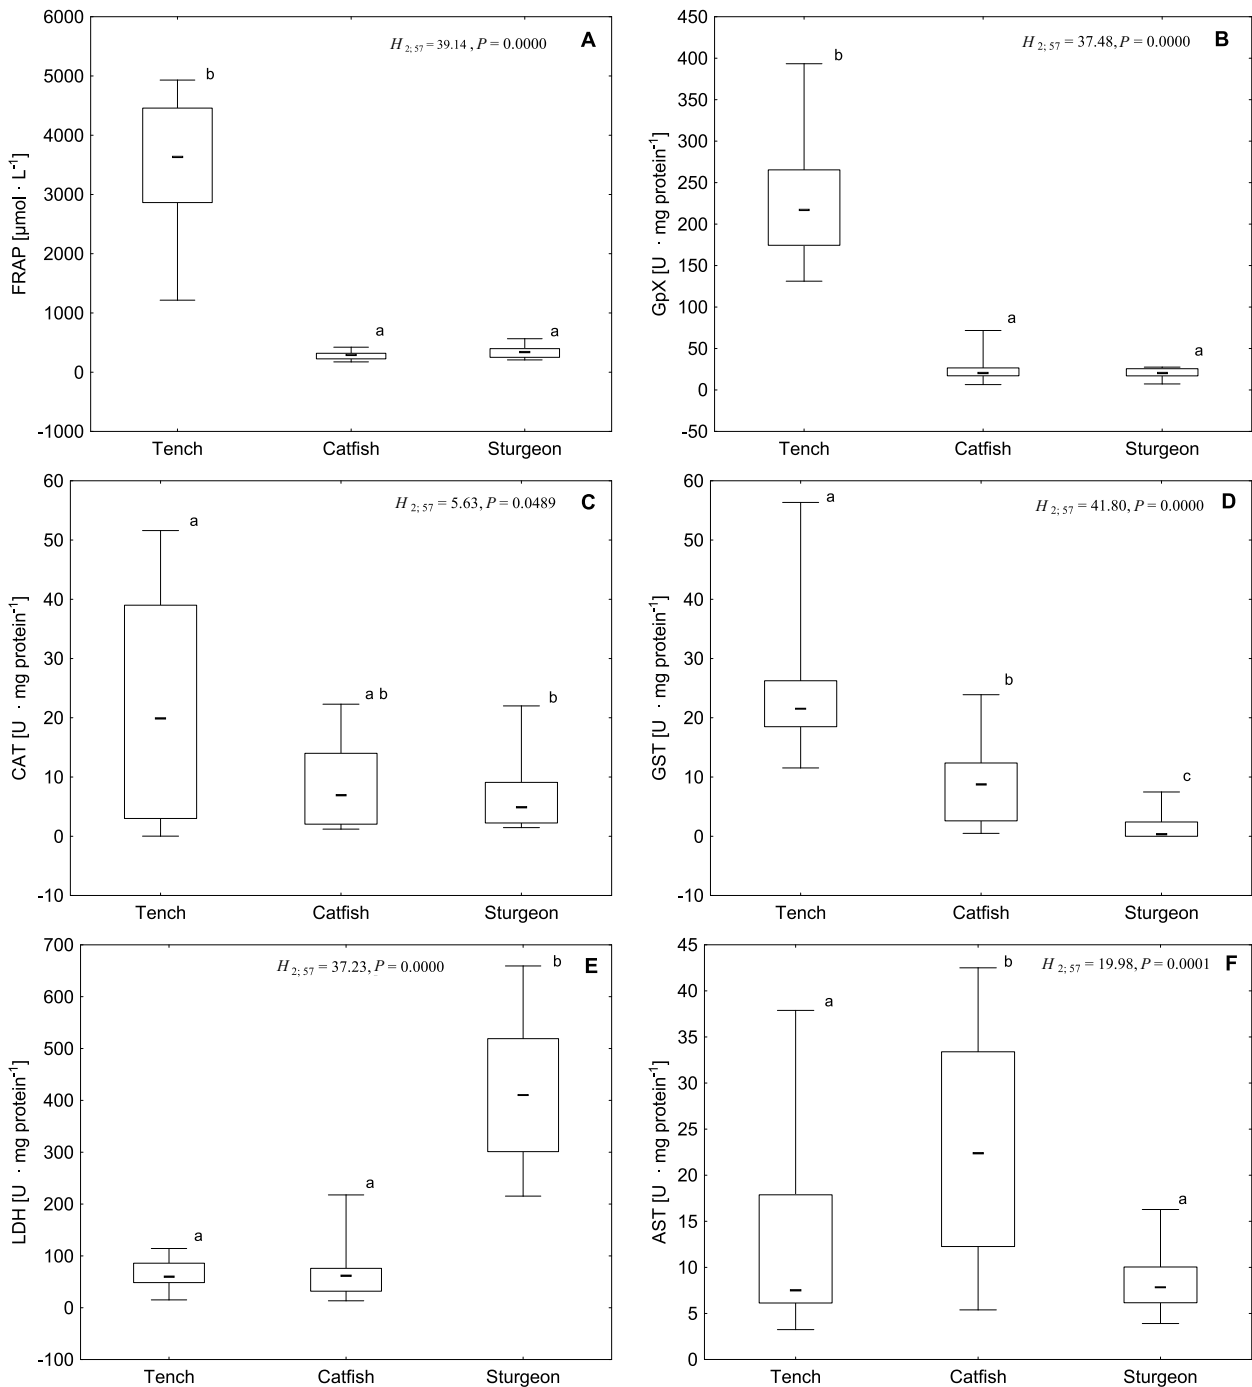 H 2; 57 = 39.14 , P = 0.0000
A
FRAP [µmol · L-1]
6000
5000
4000
3000
2000
1000
0
-1000
b
a
a
Tench
Catfish
Sturgeon
H 2; 57 = 37.48, P = 0.0000
B
GpX [U · mg protein-1]
450
400
350
300
250
200
150
100
50
0
-50
b
a
a
Tench
Catfish
Sturgeon
H 2; 57 = 5.63, P = 0.0489
C
CAT [U · mg protein-1]
60
50
40
30
20
10
0
-10
a
a b
b
Tench
Catfish
Sturgeon
H 2; 57 = 41.80, P = 0.0000
D
GST [U · mg protein-1]
60
50
40
30
20
10
0
-10
a
b
c
Tench
Catfish
Sturgeon
H 2; 57 = 37.23, P = 0.0000
E
LDH [U · mg protein-1]
700
600
500
400
300
200
100
0
-100
a
a
b
Tench
Catfish
Sturgeon
H 2; 57 = 19.98, P = 0.0001
F
AST [U · mg protein-1]
45
40
35
30
25
20
15
10
5
0
a
b
a
Tench
Catfish
Sturgeon